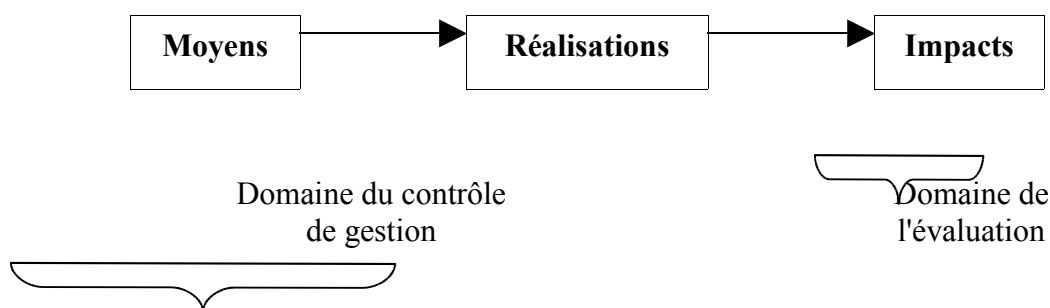 Moyens
Réalisations
Impacts
Domaine du contrôle
de gestion
Domaine de
l'évaluation